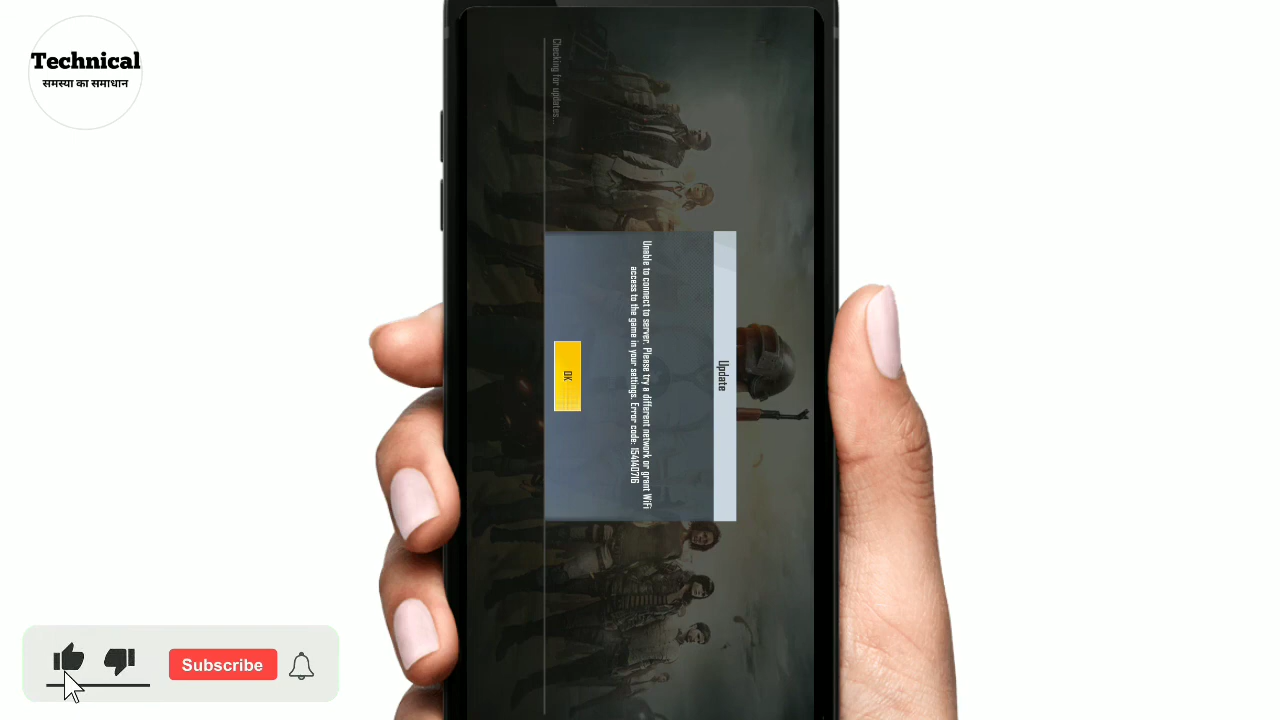 Technical
समस्या का समाधान
Checking for updates...
Update
Unable to connect to server. Please try a different network or grant WiFi
access to the game in your settings. Error code: 154140716
OK
Subscribe